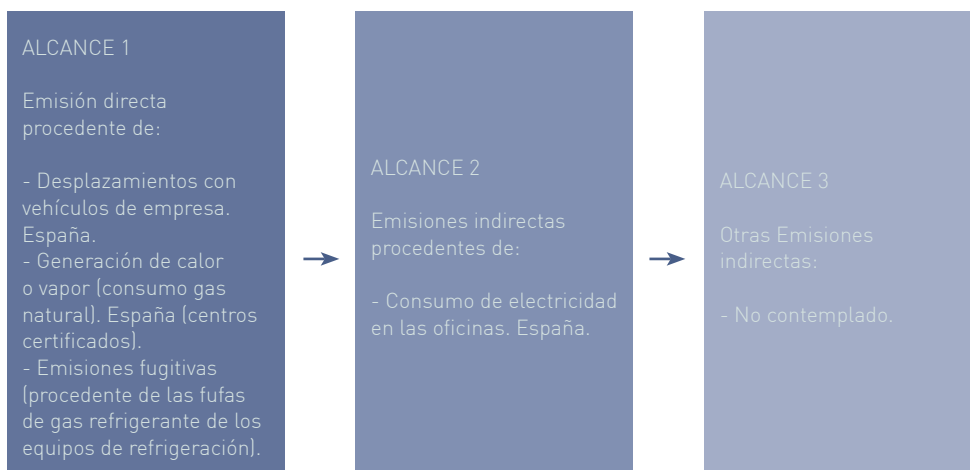 ALCANCE 1
Emisión directa
procedente de:
- Desplazamientos con
vehículos de empresa.
España.
- Generación de calor
o vapor (consumo gas
natural). España (centros
certificados).
- Emisiones fugitivas
(procedente de las fufas
de gas refrigerante de los
equipos de refrigeración).
ALCANCE 2
Emisiones indirectas
procedentes de:
- Consumo de electricidad
en las oficinas. España.
ALCANCE 3
Otras Emisiones
indirectas:
- No contemplado.